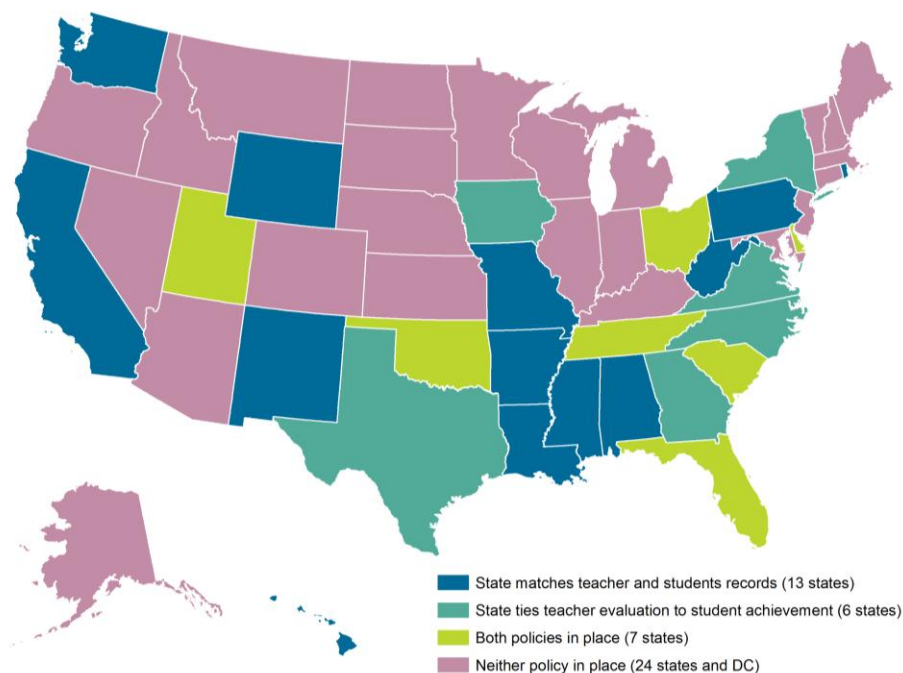 State matches teacher and students records (13 states)
State ties teacher evaluation to student achievement (6 states)
Both policies in place (7 states)
Neither policy in place (24 states and DC)